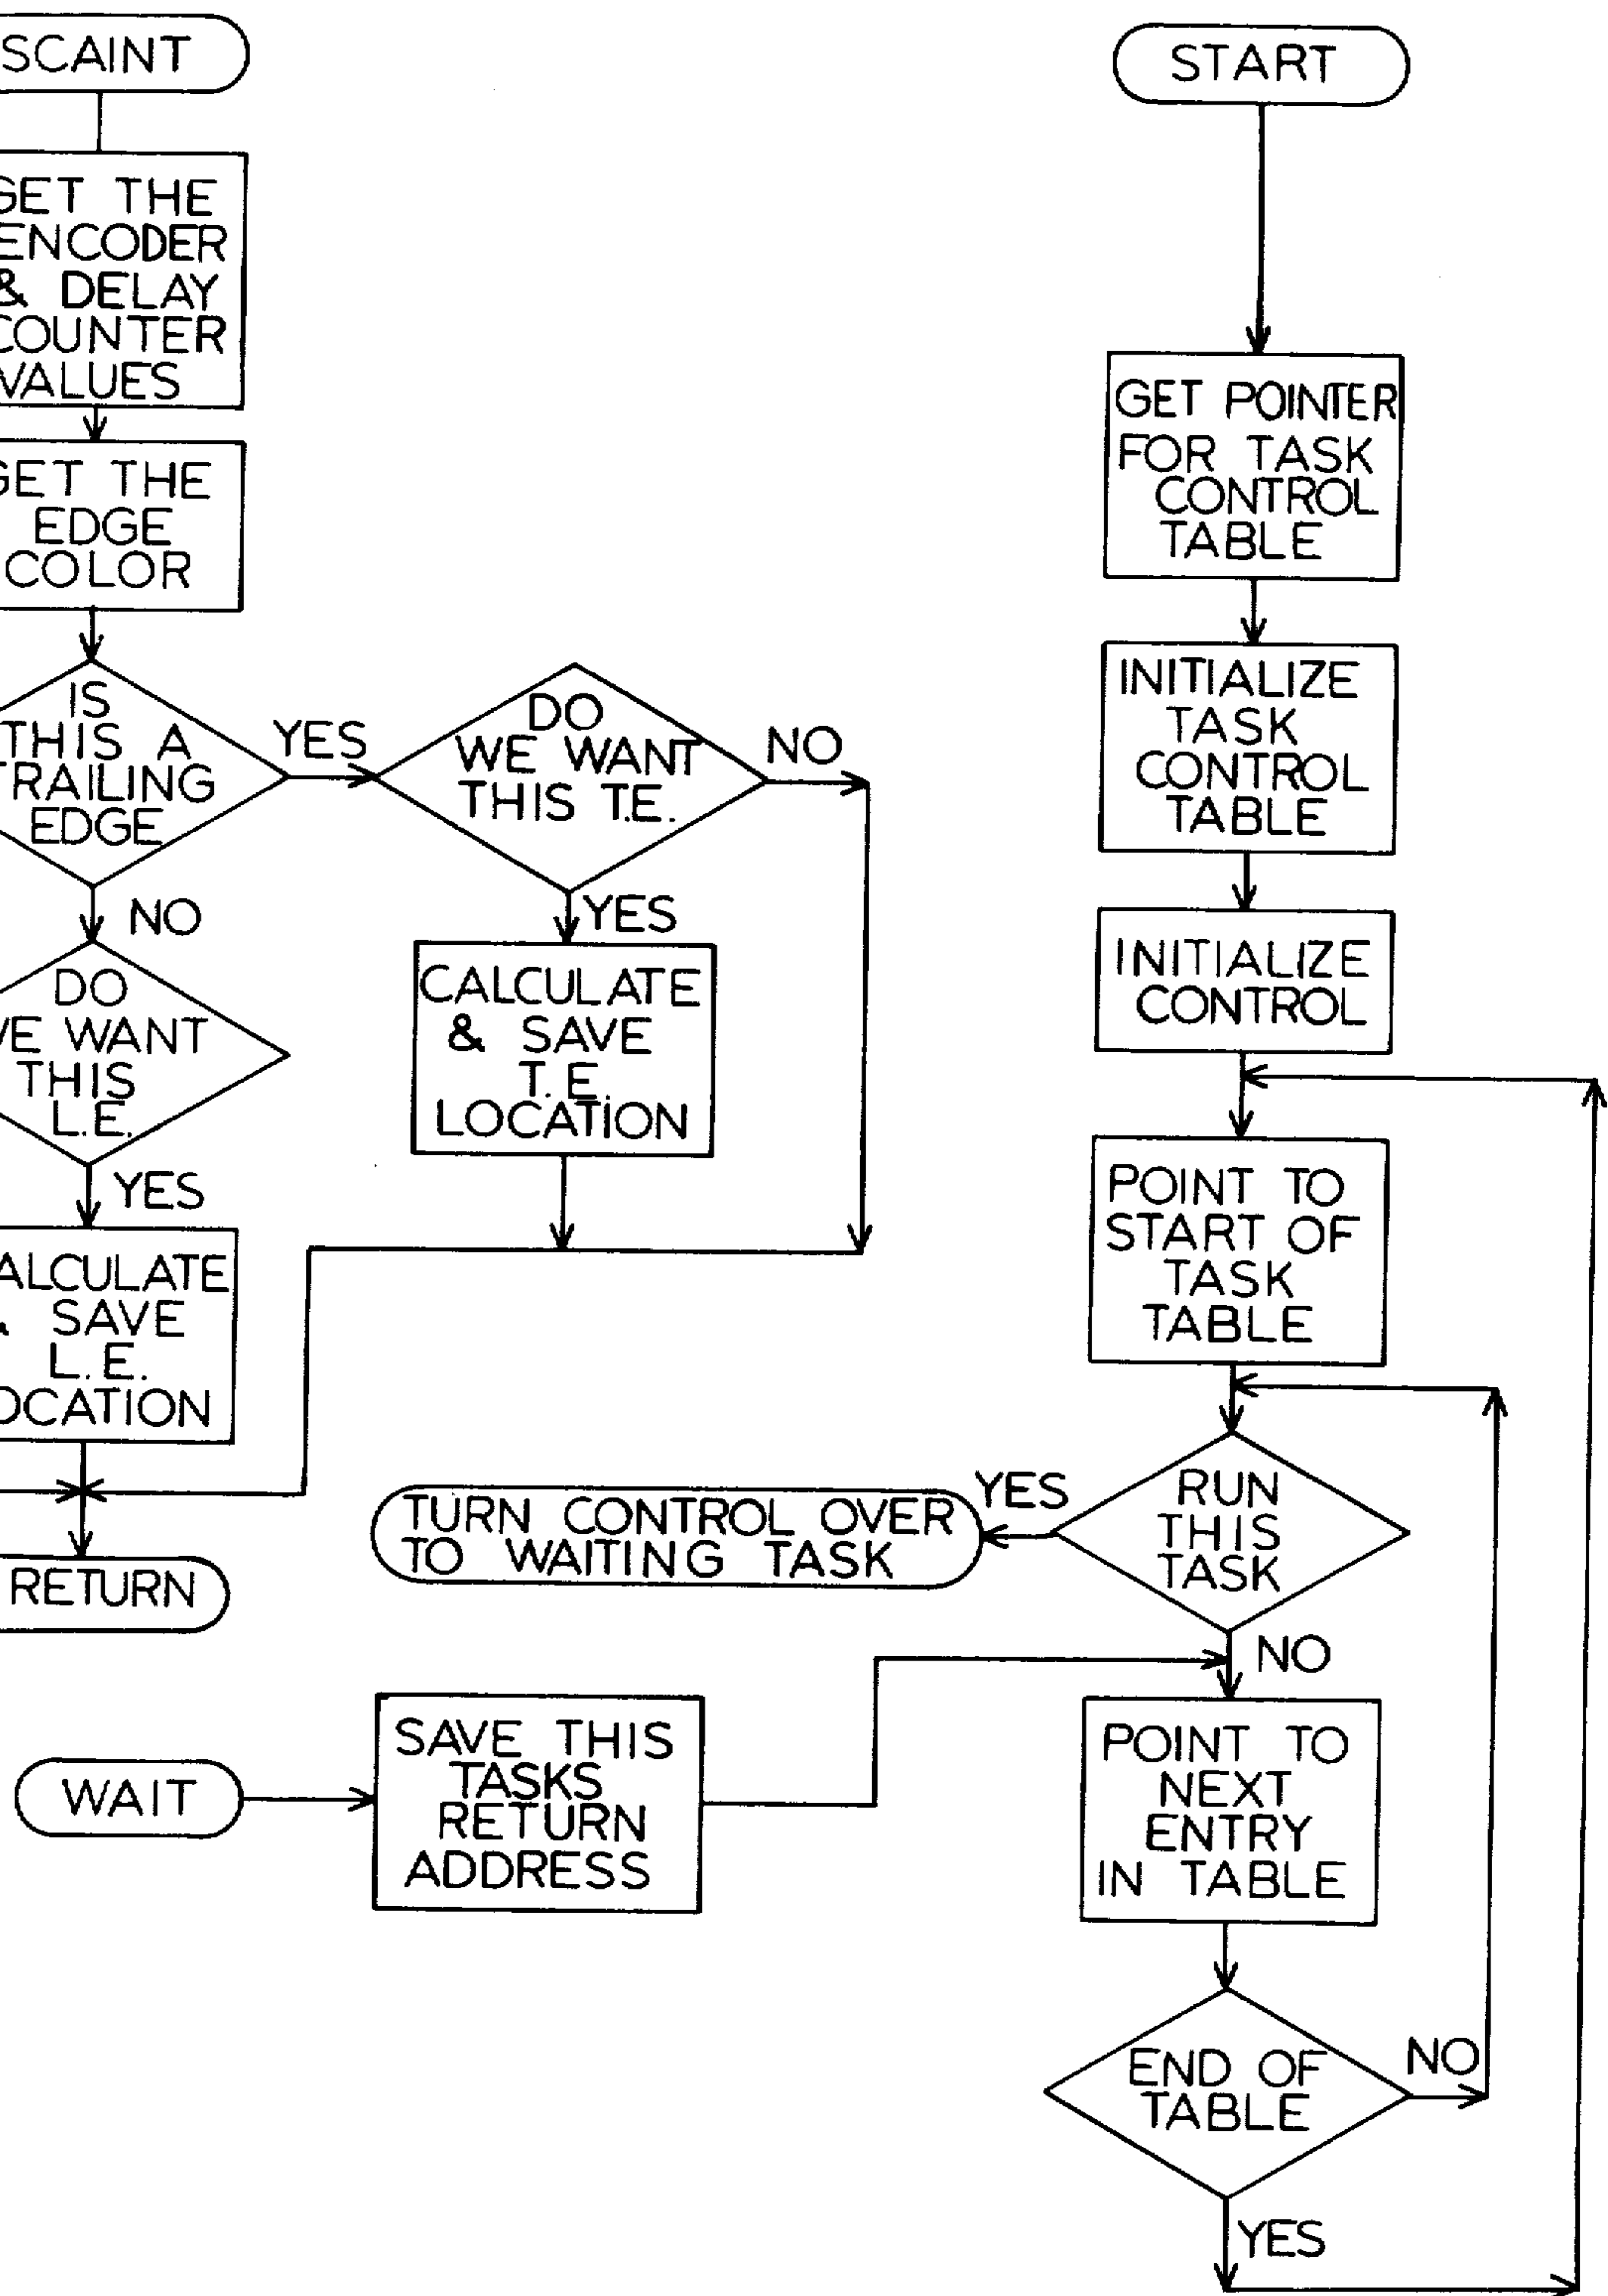 SCAINT
GET THE
ENCODER
& DELAY
COUNTER
VALUES
GET THE
EDGE
COLOR
IS
THIS A
TRAILING
EDGE
YES
NO
DO
WE WANT
THIS T.E.
NO
YES
CALCULATE
& SAVE
T.E.
LOCATION
DO
WE WANT
THIS
L.E.
YES
CALCULATE
& SAVE
L.E.
LOCATION
RETURN
START
GET POINTER
FOR TASK
CONTROL
TABLE
INITIALIZE
TASK
CONTROL
TABLE
INITIALIZE
CONTROL
POINT TO
START OF
TASK
TABLE
RUN
THIS
TASK
YES
TURN CONTROL OVER
TO WAITING TASK
NO
WAIT
SAVE THIS
TASKS
RETURN
ADDRESS
POINT TO
NEXT
ENTRY
IN TABLE
END OF
TABLE
NO
YES